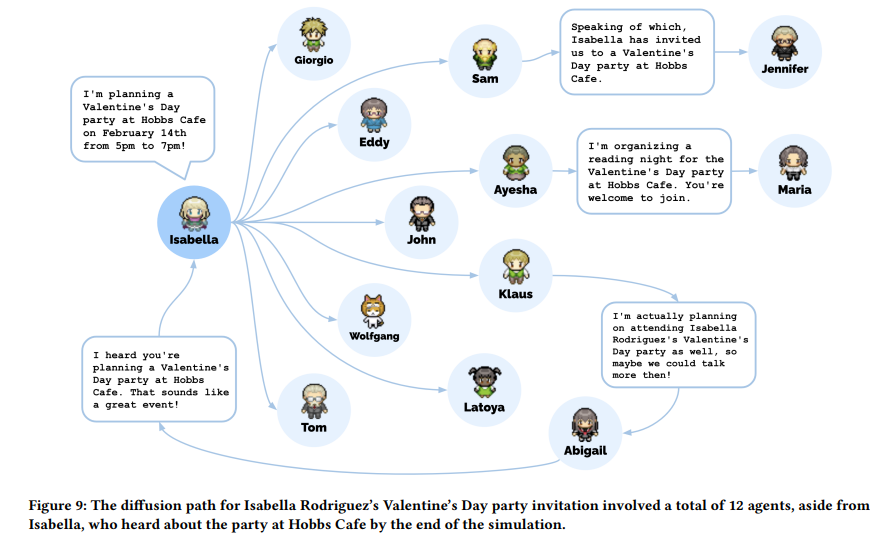 Giorgio
Sam
Speaking of which,
Isabella has invited
us to a Valentine's
Day party at Hobbs
Cafe.
Jennifer
I'm planning a
Valentine's Day
party at Hobbs Cafe
on February 14th
from 5pm to 7pm!
Eddy
Ayesha
I'm organizing a
reading night for the
Valentine's Day party
at Hobbs Cafe. You're
welcome to join.
Maria
Isabella
John
Klaus
Wolfgang
I'm actually planning
on attending Isabella
Rodriguez's Valentine's
Day party as well, so
maybe we could talk
more then!
I heard you're
planning a Valentine's
Day party at Hobbs
Cafe. That sounds like
a great event!
Tom
Latoya
Abigail
Figure 9: The diffusion path for Isabella Rodriguez’s Valentine’s Day party invitation involved a total of 12 agents, aside from
Isabella, who heard about the party at Hobbs Cafe by the end of the simulation.